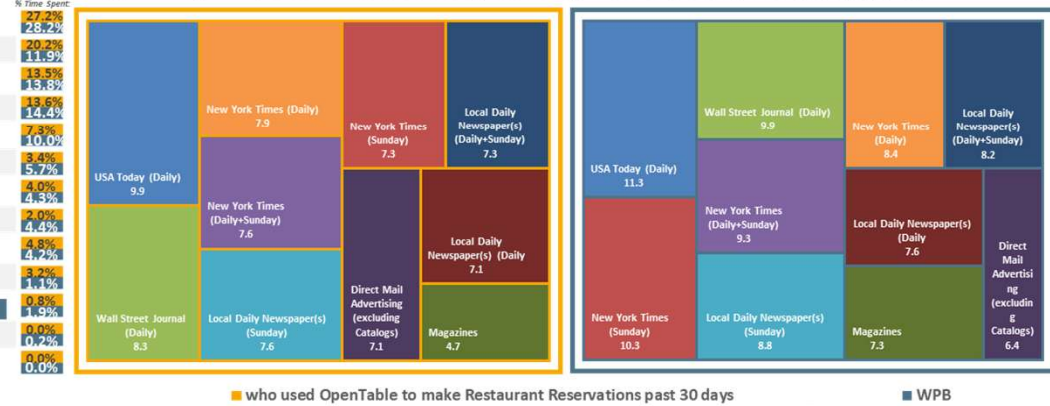 % Time Spent:
27.2%
28.2%
20.2%
11.9%
13.5%
13.8%
13.6%
14.4%
7.3%
10.0%
3.4%
5.7%
4.0%
4.3%
2.0%
4.4%
4.8%
4.2%
3.2%
1.1%
0.8%
1.9%
0.0%
0.2%
0.0%
0.0%
USA Today (Daily)
9.9
Wall Street Journal
(Daily)
8.3
New York Times (Daily)
7.9
New York Times
(Daily+Sunday)
7.6
Local Daily Newspaper(s)
(Sunday)
7.6
New York Times
(Sunday)
7.3
Local Daily
Newspaper(s)
(Daily+Sunday)
7.3
Direct Mail
Advertising
(excluding
Catalogs)
7.1
Local Daily
Newspaper(s) (Daily
7.1
Magazines
4.7
USA Today (Daily)
11.3
New York Times
(Sunday)
10.3
Wall Street Journal (Daily)
9.9
New York Times
(Daily+Sunday)
9.3
Local Daily Newspaper(s)
(Sunday)
8.8
New York Times
(Daily)
8.4
Local Daily
Newspaper(s)
(Daily+Sunday)
8.2
Local Daily Newspaper(s)
(Daily
7.6
Magazines
7.3
Direct
Mail
Advertisi
ng
(excludin
g
Catalogs)
6.4
who used OpenTable to make Restaurant Reservations past 30 days
WPB